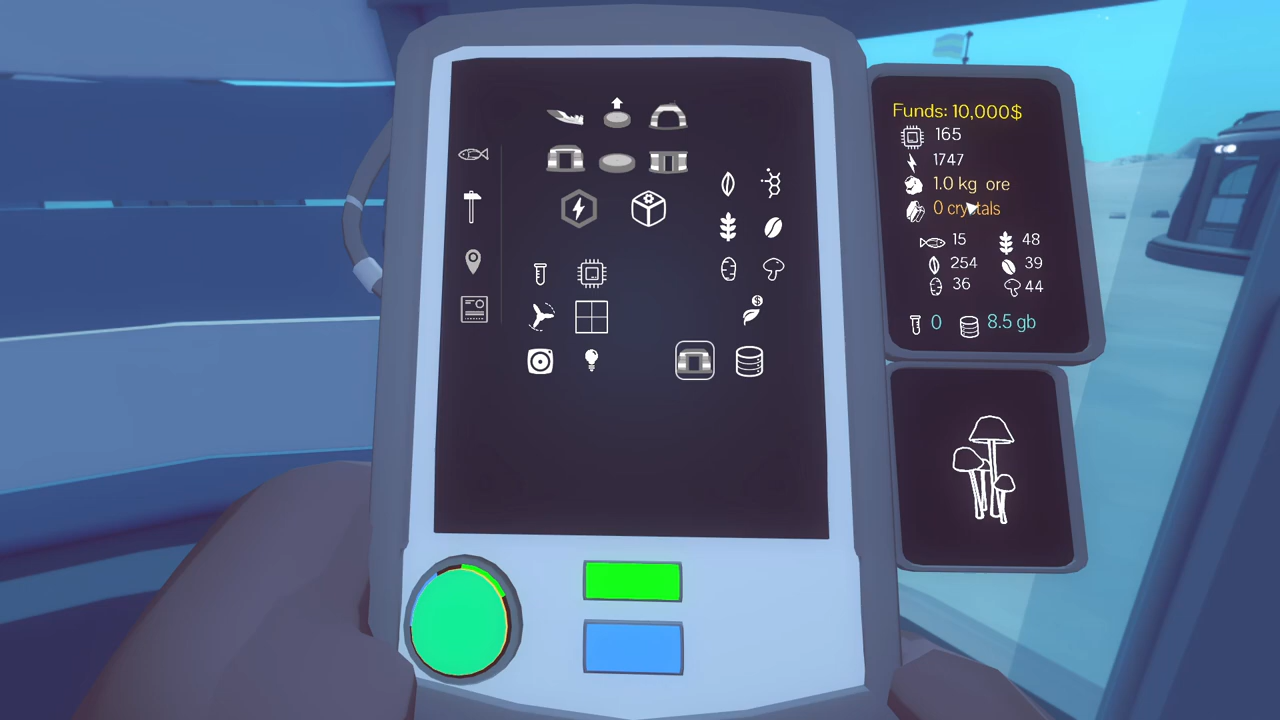 Funds: 10,000$
165
1747
1.0 kg ore
0 crystals
15 48
254 39
36 44
0 8.5 gb